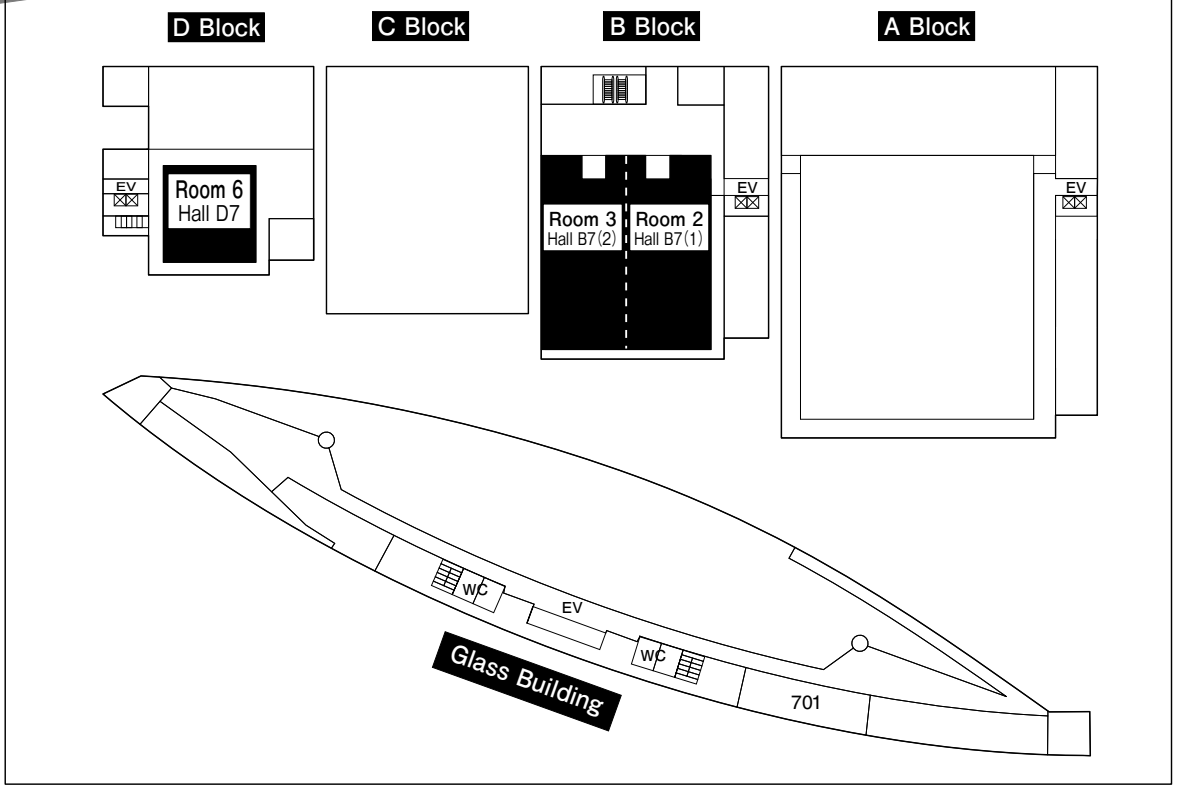 D Block
C Block
B Block
A Block
EV
Room 6
Hall D7
Room 3
Hall B7(2)
Room 2
Hall B7(1)
EV
EV
WC
EV
WC
701
Glass Building